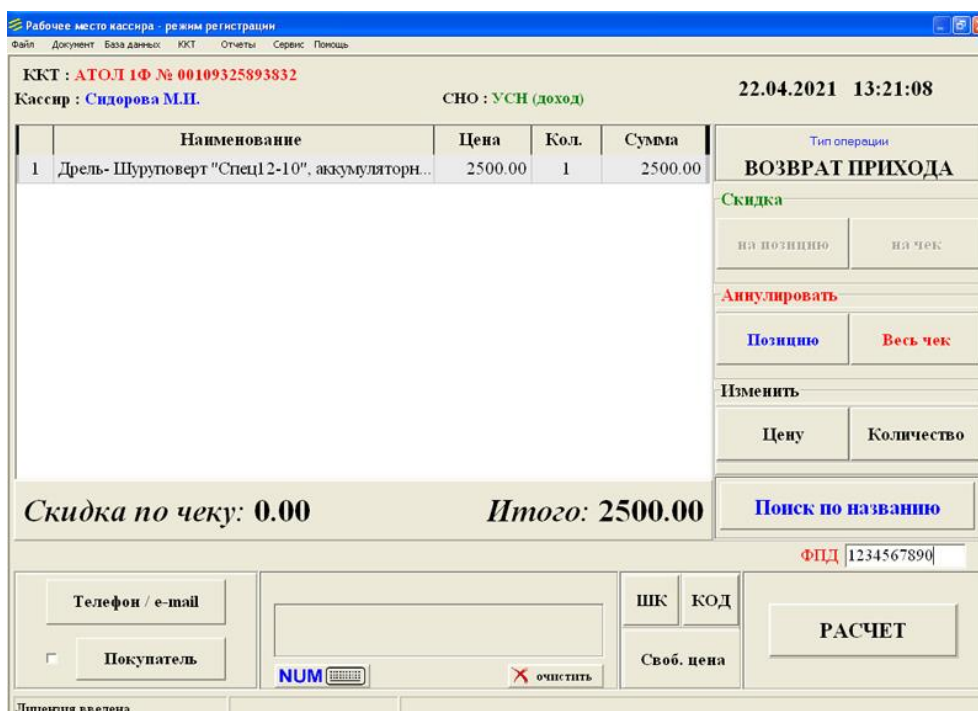 Рабочее место кассира - режим регистрации
Файл Документ База данных ККТ Отчеты Сервис Помощь
ККТ : АТОЛ 1Ф № 00109325893832
Кассир : Сидорова М.П. СНО : УСН (доход)
22.04.2021 13:21:08
Наименование Цена Кол. Сумма
1 Дрель- Шуруповерт "Спец12-10", аккумуляторн... 2500.00 1 2500.00
Тип операции
ВОЗВРАТ ПРИХОДА
Скидка
на позицию на чек
Аннулировать
Позицию Весь чек
Изменить
Цену Количество
Скидка по чеку: 0.00 Итого: 2500.00
Поиск по названию
ФПД 1234567890
Телефон / e-mail
Покупатель
NUM
очистить
ШК КОД
Своб. цена
РАСЧЕТ
Лицензия введена